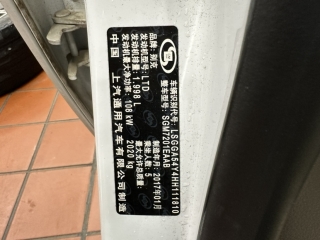 品牌：别克
车辆识别代号：LSGGA54Y4HH111810
发动机型号：LTD
整车型号：SGM7201EAAB
发动机排量：1998 L
制造年月：2017年01月
发动机最大净功率：108 kW
乘坐人数：5
最大允许总质量：2020 kg
中国 上汽通用汽车有限公司制造